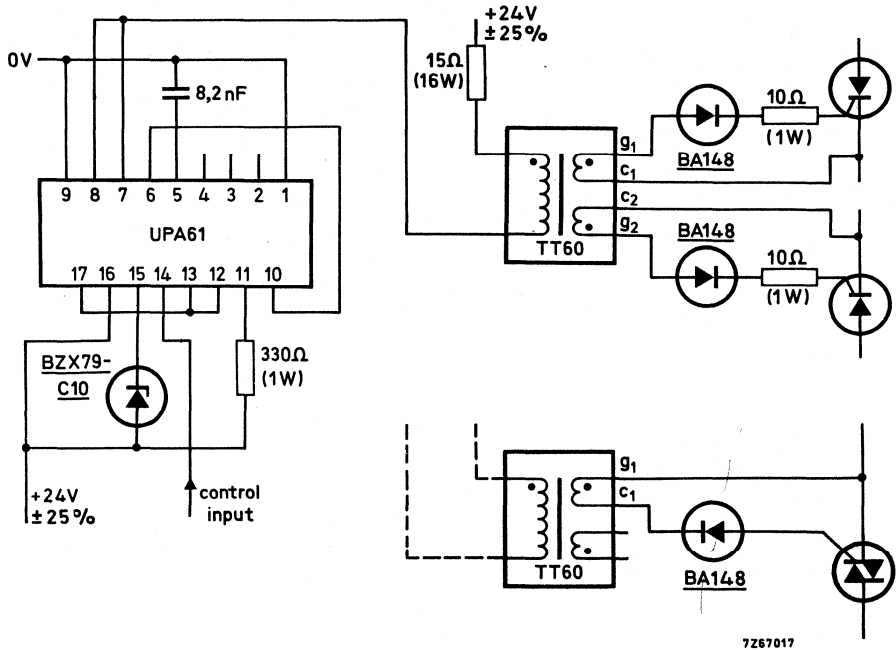 +24V
±25%
0V
8,2nF
15Ω
(16W)
10Ω
(1W)
BA148
g1
c1
c2
g2
TT60
BA148
10Ω
(1W)
9 8 7 6 5 4 3 2 1
UPA61
17 16 15 14 13 12 11 10
BZX79-
C10
330Ω
(1W)
+24V
±25%
control
input
g1
c1
TT60
BA148
7Z67017